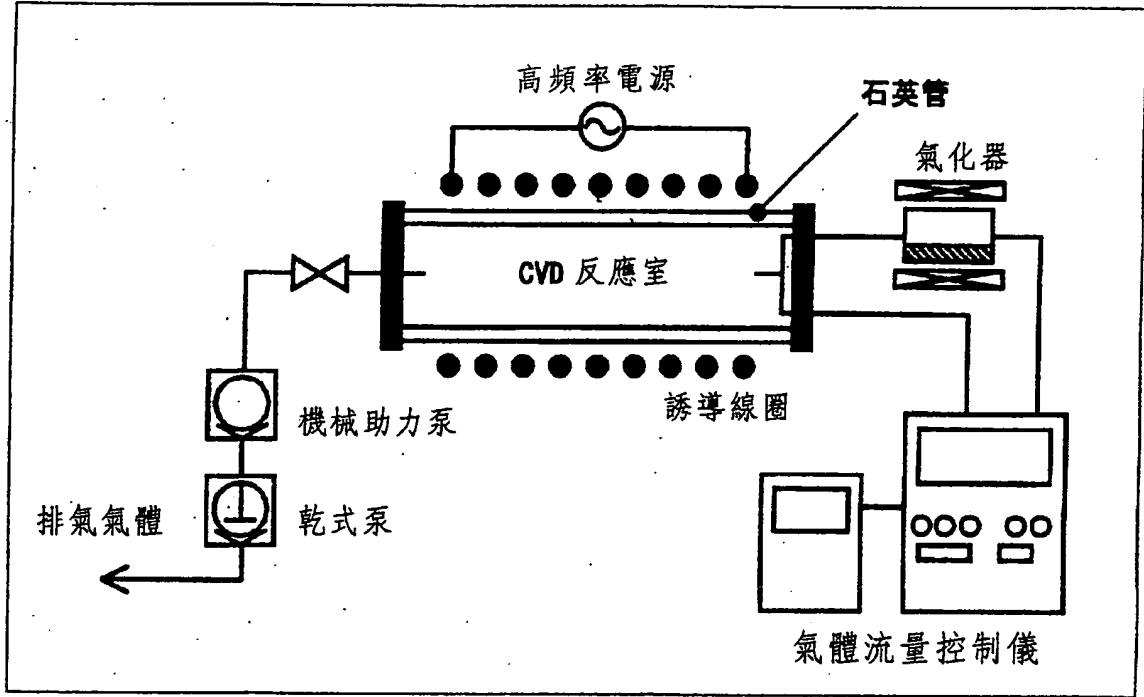 高頻率電源
石英管
氣化器
CVD 反應室
誘導線圈
機械助力泵
排氣氣體
乾式泵
氣體流量控制儀